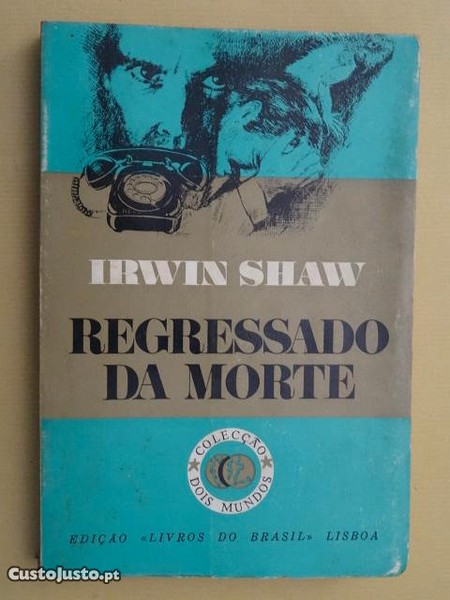 IRWIN SHAW
REGRESSADO
DA MORTE
COLECÇÃO
DOIS MUNDOS
EDIÇÃO «LIVROS DO BRASIL» LISBOA
CustoJusto.pt